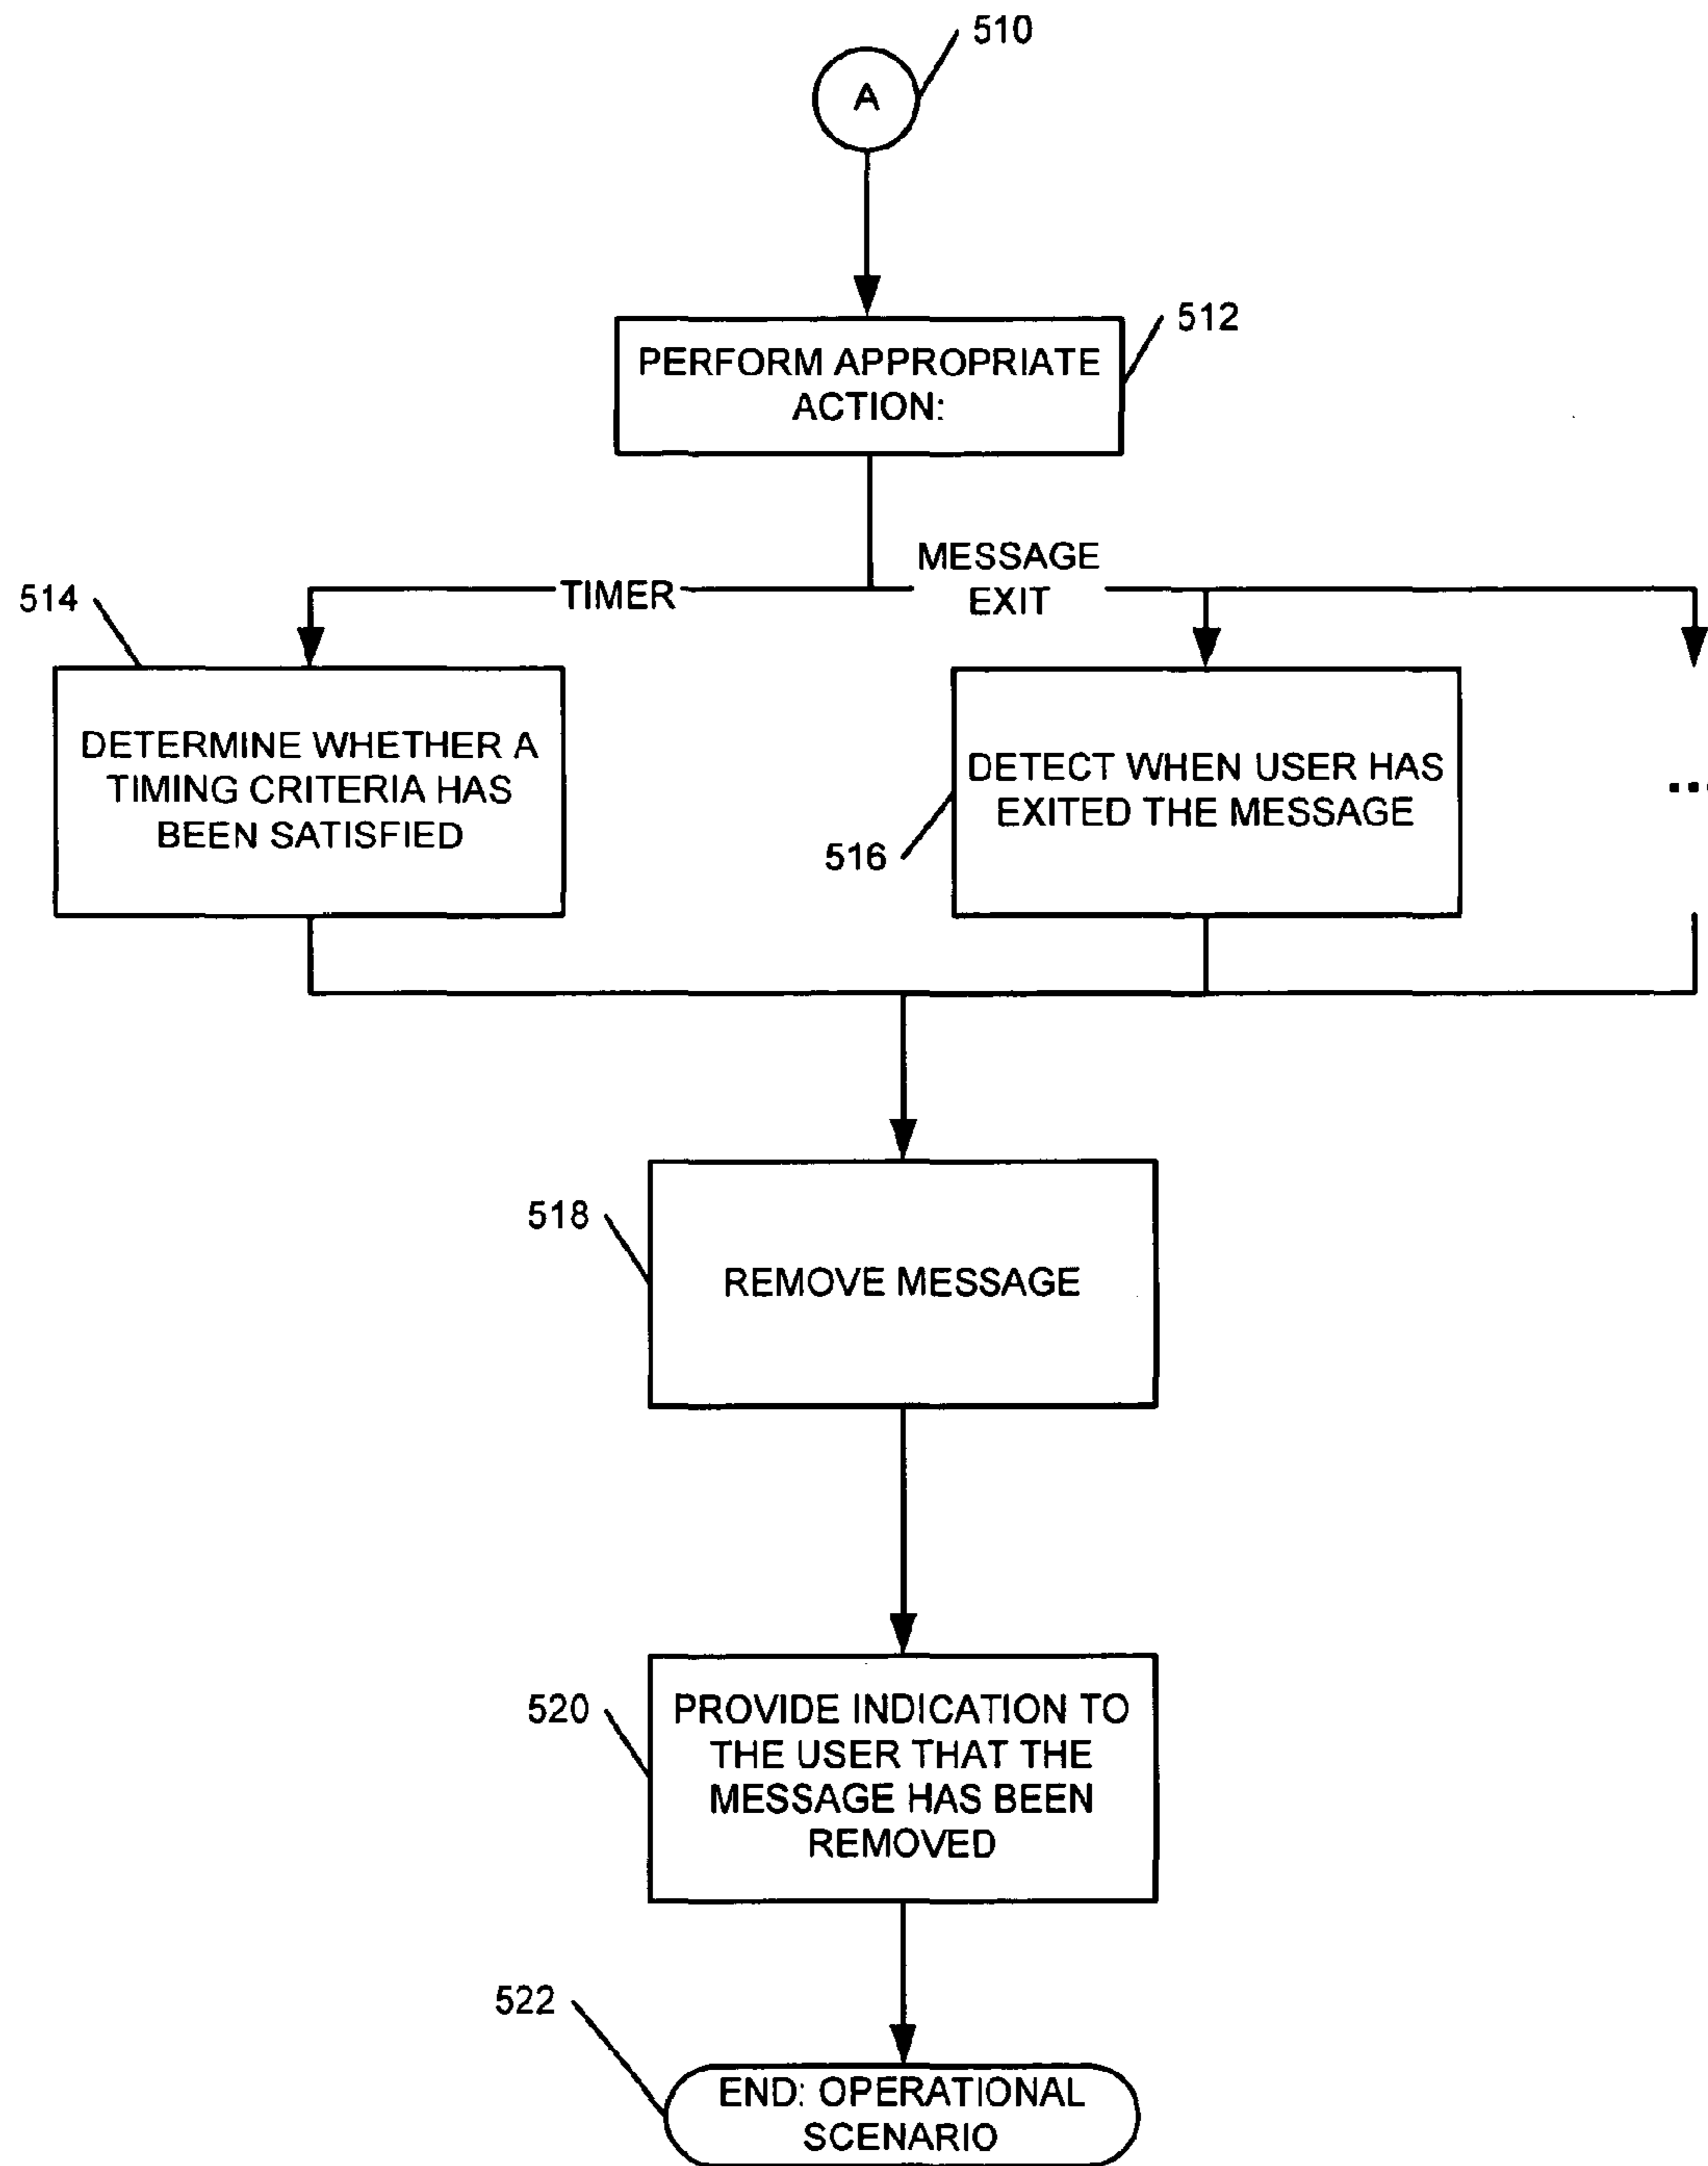 510
A
512
PERFORM APPROPRIATE
ACTION:
MESSAGE
EXIT
TIMER
514
DETERMINE WHETHER A
TIMING CRITERIA HAS
BEEN SATISFIED
DETECT WHEN USER HAS
EXITED THE MESSAGE
516
...
518
REMOVE MESSAGE
520
PROVIDE INDICATION TO
THE USER THAT THE
MESSAGE HAS BEEN
REMOVED
522
END: OPERATIONAL
SCENARIO